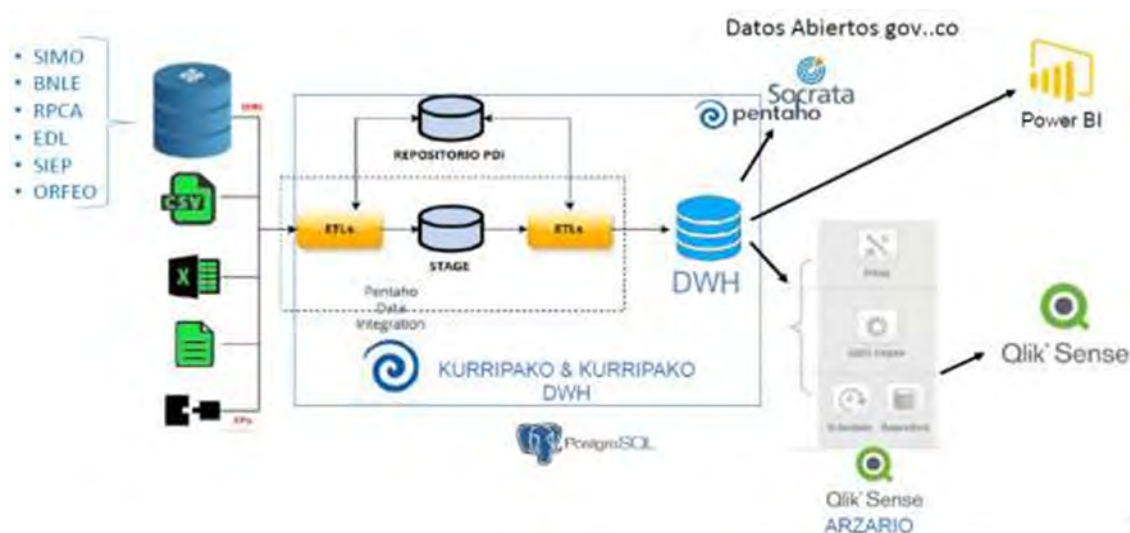 • SIMO
• BNLE
• RPCA
• EDL
• SIEP
• ORFEO
CSV
X
REPOSITORIO PDI
ETLs
STAGE
ETLs
Pentaho
Data
Integration
KURRIPAKO & KURRIPAKO
DWH
PostgreSQL
DWH
Datos Abiertos gov..co
Socrata
pentaho
Power BI
Qlik Sense
Qlik Sense
ARZARIO